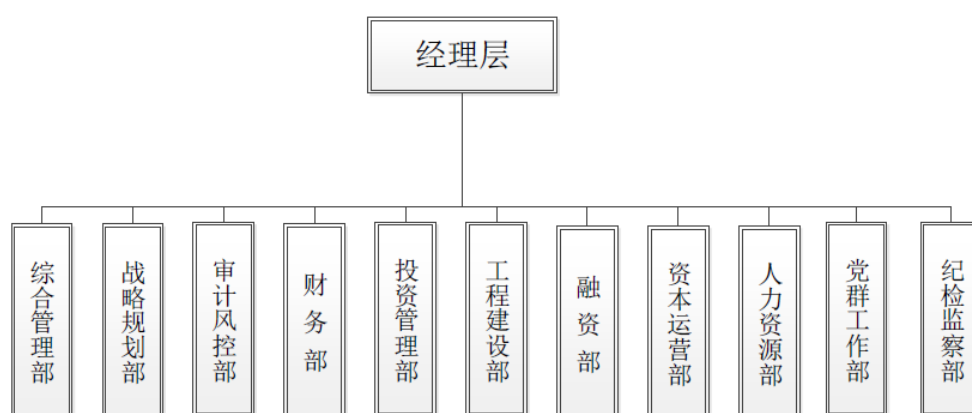 经理层
综合管理部
战略规划部
审计风控部
财务部
投资管理部
工程建设部
融资部
资本运营部
人力资源部
党群工作部
纪检监察部